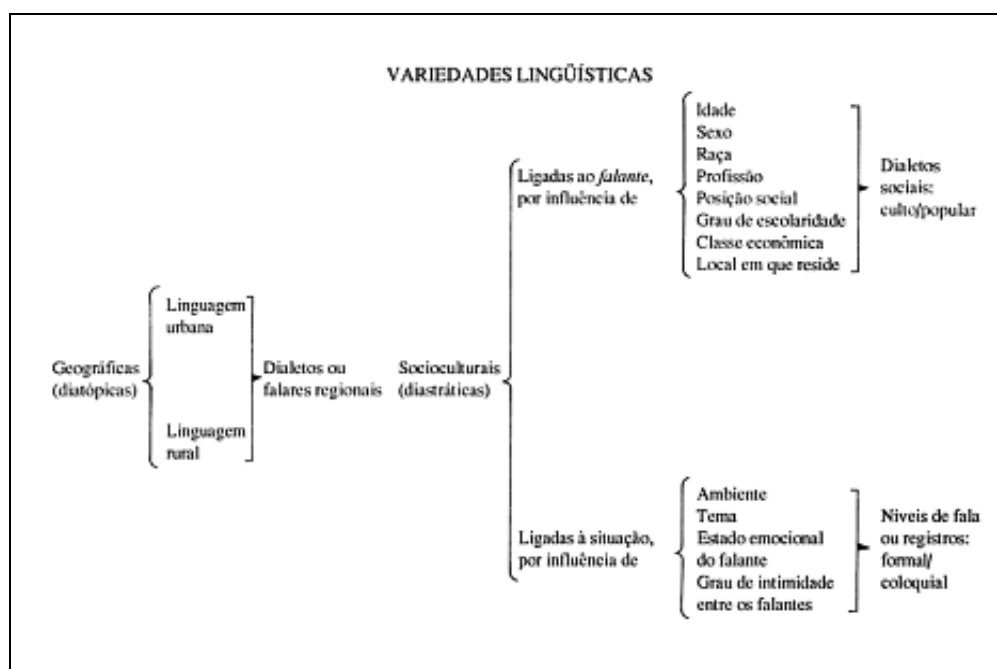 VARIEDADES LINGÜÍSTICAS
Geográficas
(diatópicas)
Linguagem
urbana
Linguagem
rural
Dialetos ou
falares regionais
Socioculturais
(diastráticas)
Ligadas ao falante,
por influência de
Idade
Sexo
Raça
Profissão
Posição social
Grau de escolaridade
Classe econômica
Local em que reside
Dialetos
sociais:
culto/popular
Ligadas à situação,
por influência de
Ambiente
Tema
Estado emocional
do falante
Grau de intimidade
entre os falantes
Níveis de fala
ou registros:
formal/
coloquial